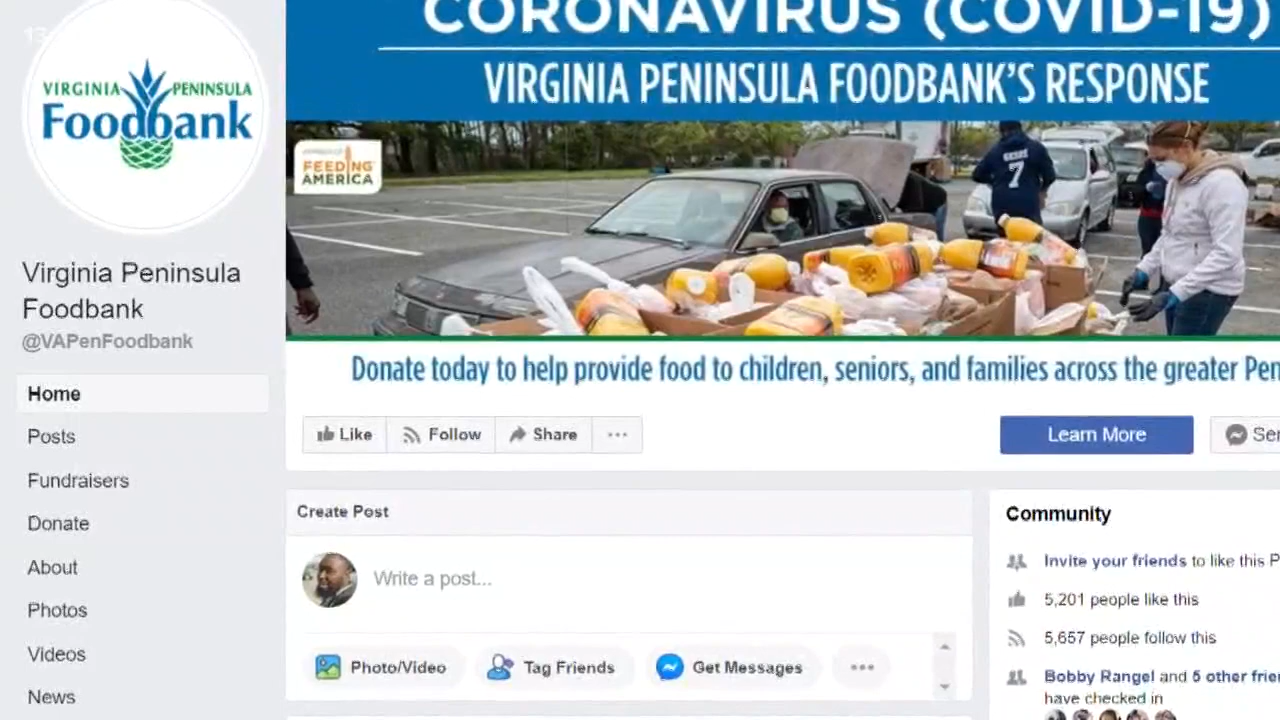 VIRGINIA PENINSULA
Foodbank
Virginia Peninsula
Foodbank
@VAPenFoodbank
Home
Posts
Fundraisers
Donate
About
Photos
Videos
News
CORONAVIRUS (COVID-19)
VIRGINIA PENINSULA FOODBANK'S RESPONSE
FEEDING
AMERICA
7
Donate today to help provide food to children, seniors, and families across the greater Pen
Like
Follow
Share
Learn More
Create Post
Write a post...
Photo/Video
Tag Friends
Get Messages
Community
Invite your friends to like this P
5,201 people like this
5,657 people follow this
Bobby Rangel and 5 other frien
have checked in